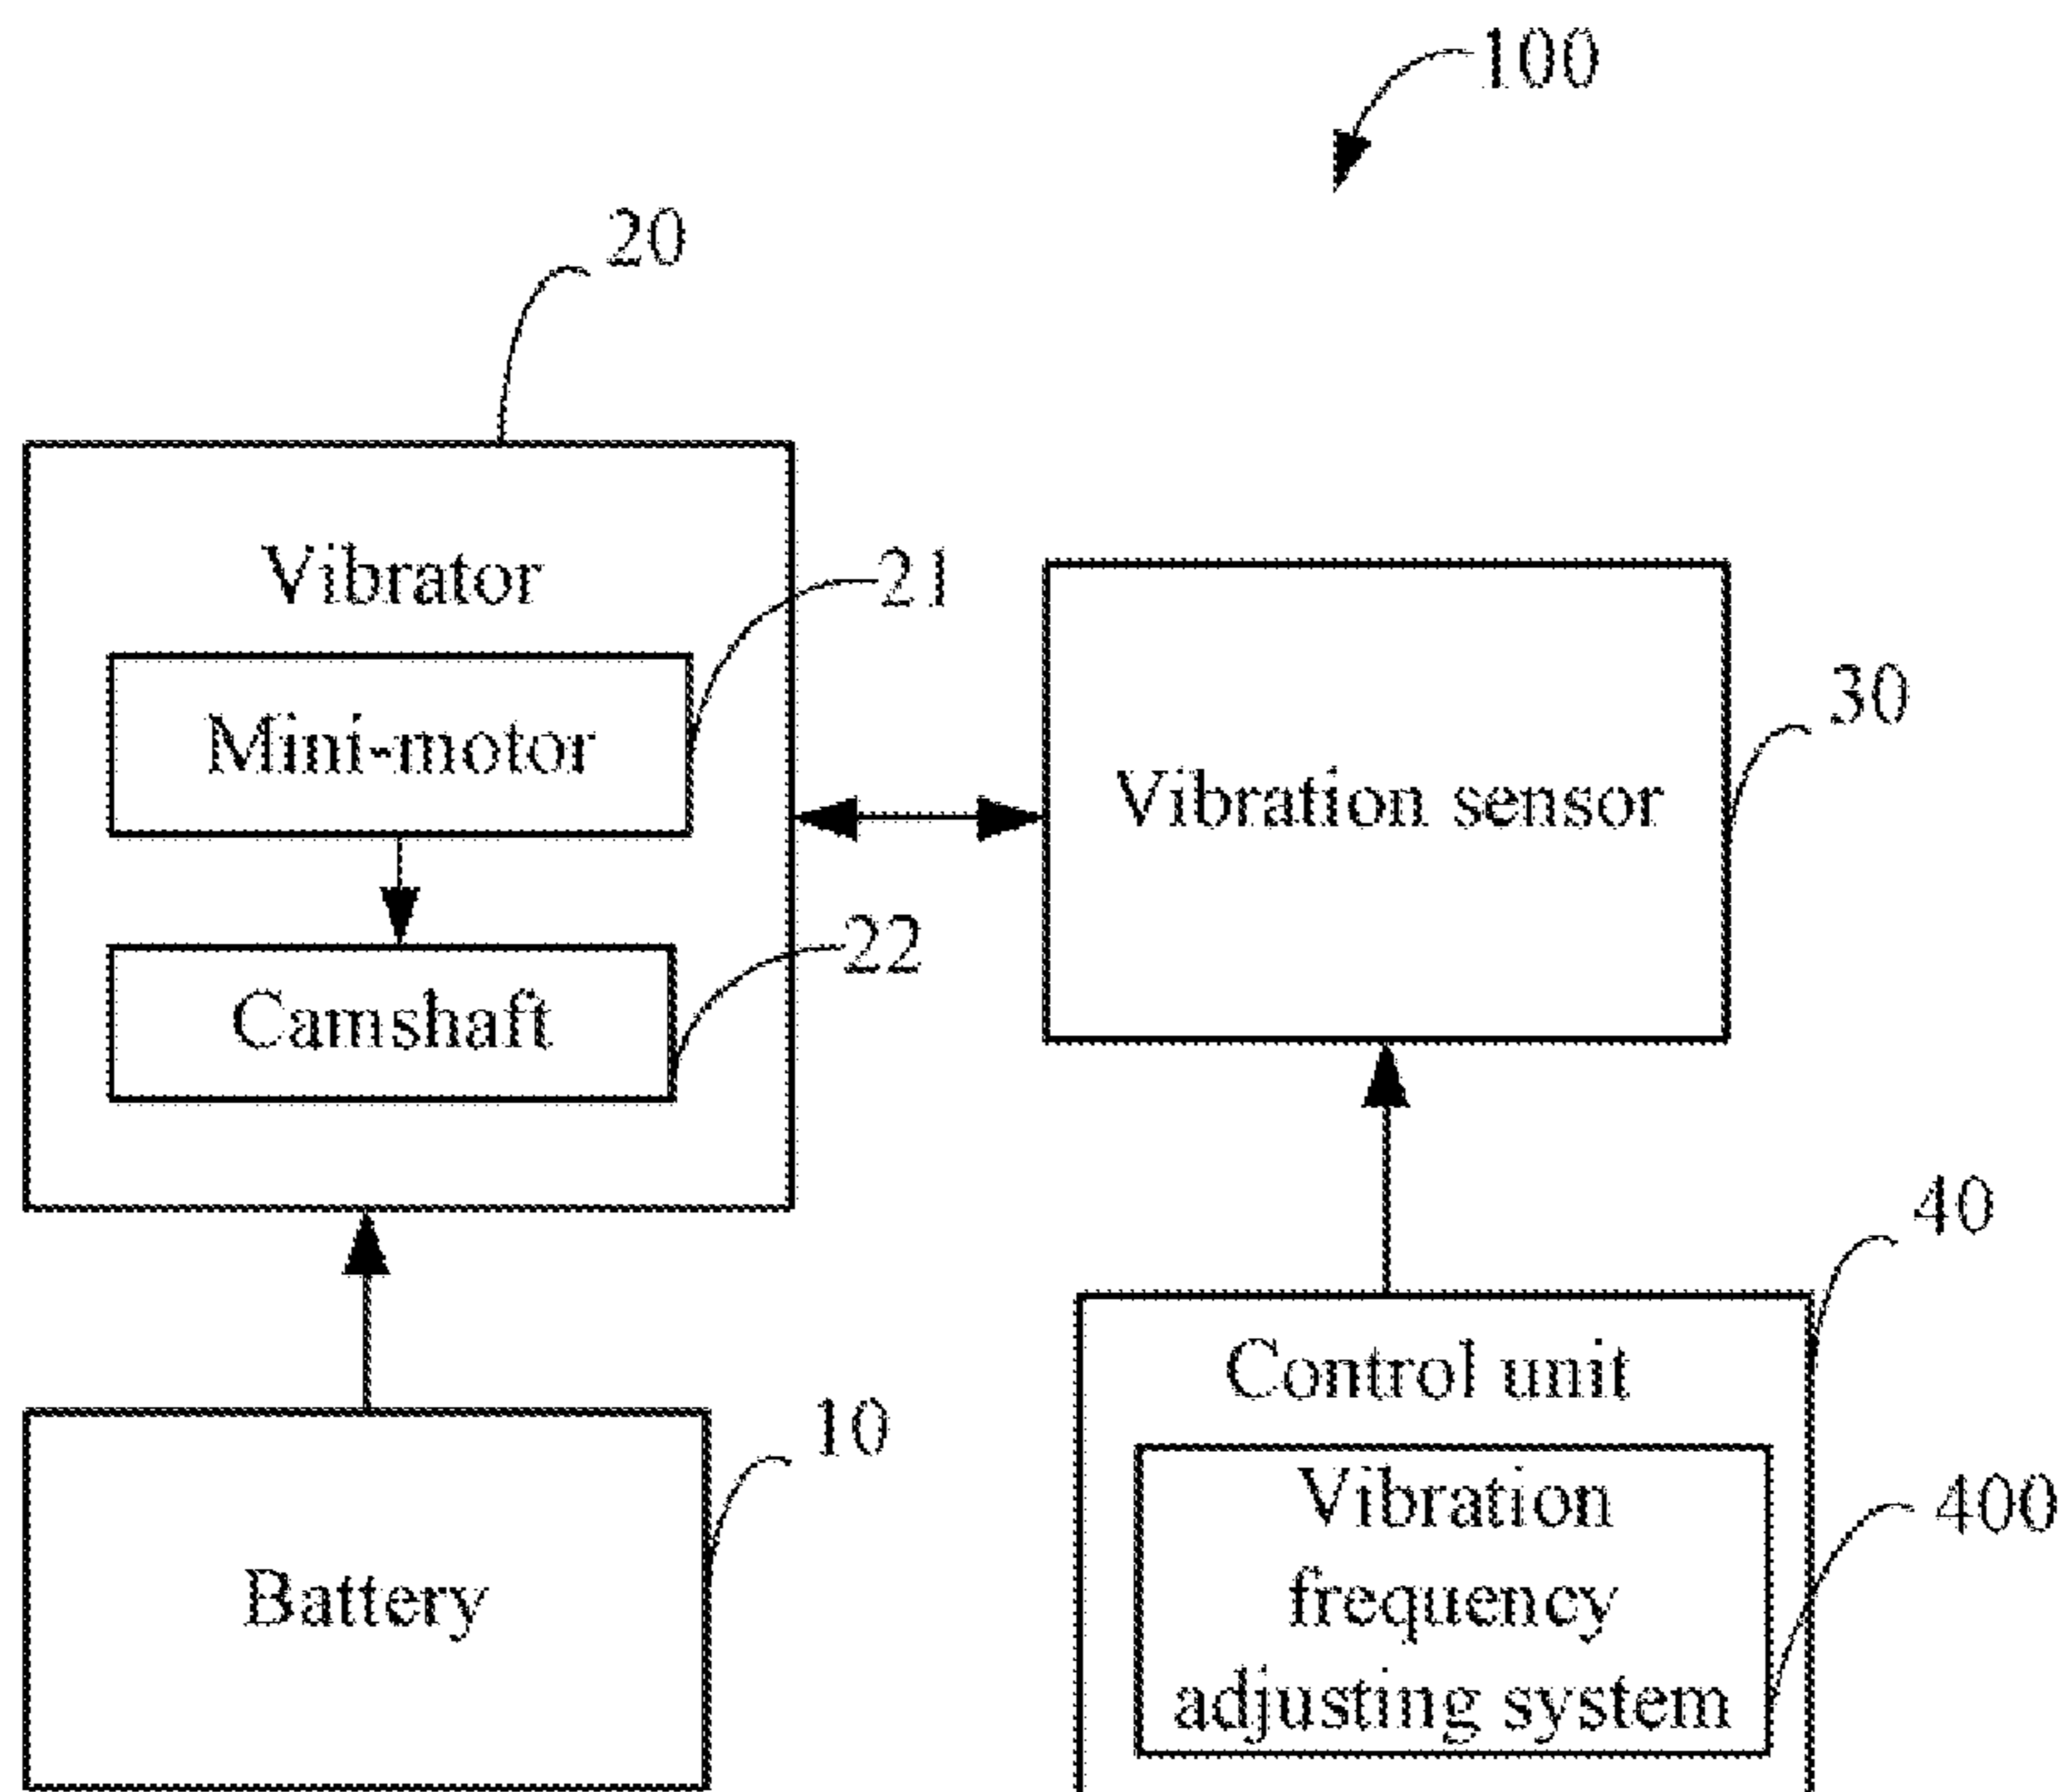 100
20
Vibrator
21
Mini-motor
30
Vibration sensor
22
Camshaft
40
Control unit
10
Vibration
400
frequency
Battery
adjusting system